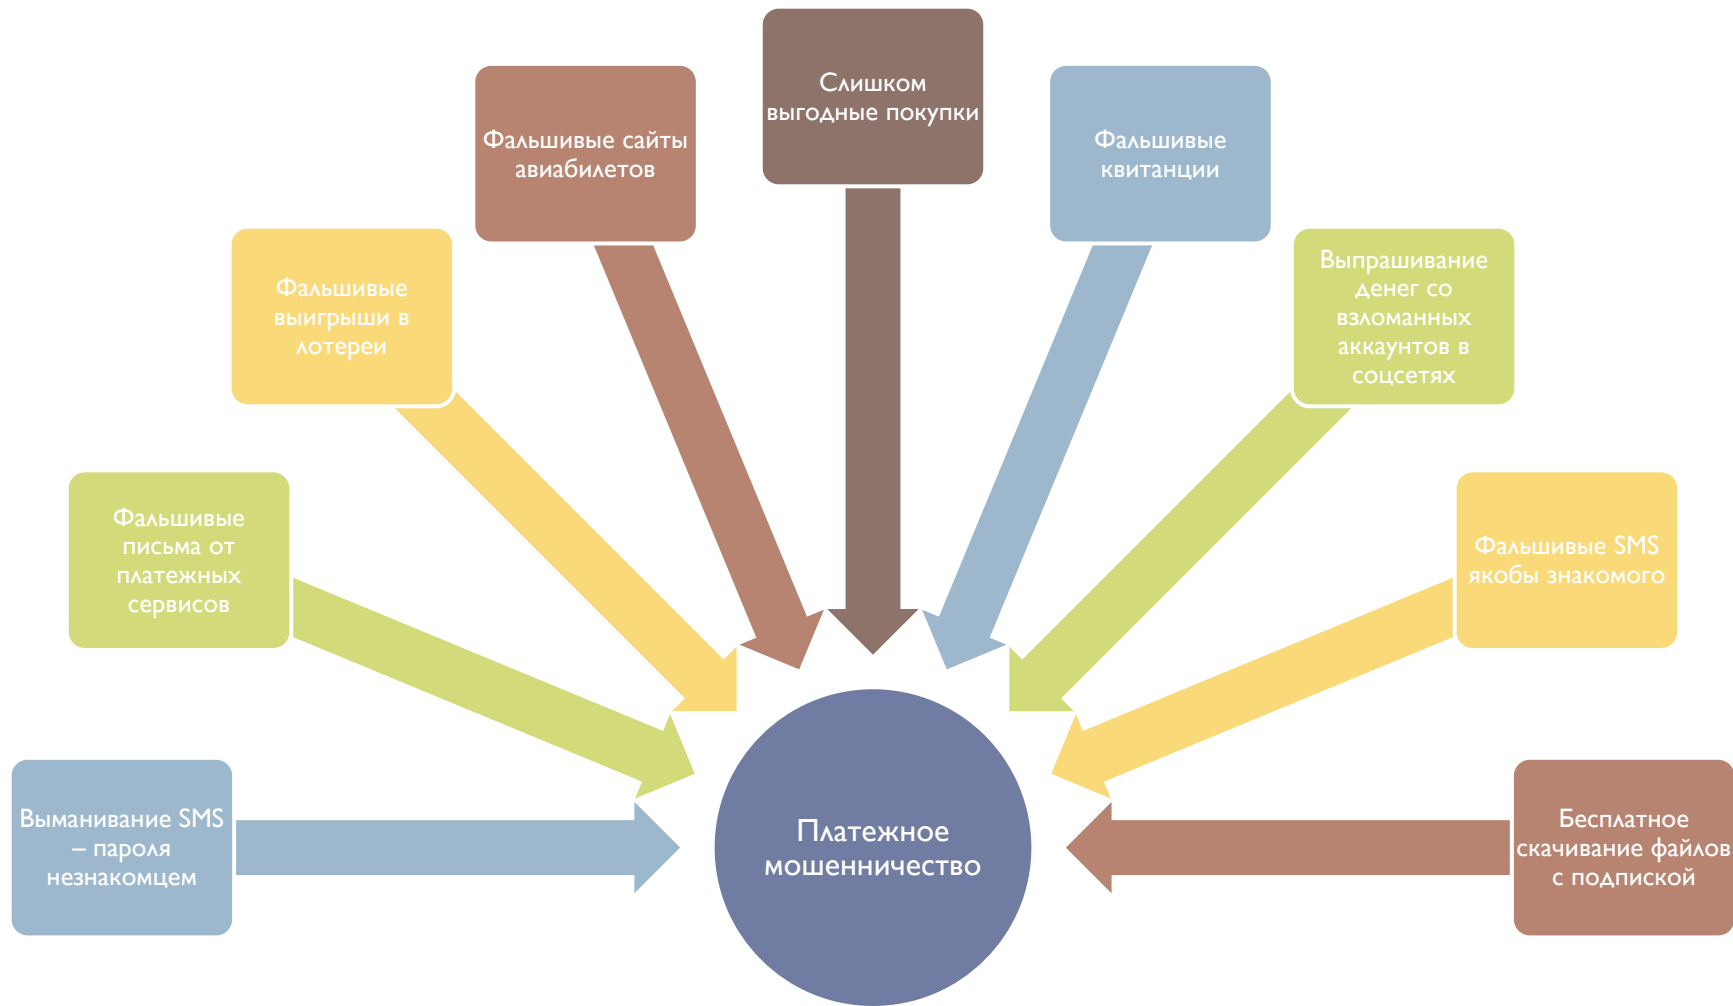 Слишком
выгодные покупки
Фальшивые сайты
авиабилетов
Фальшивые
квитанции
Фальшивые
выигрыши в
лотереи
Выпрашивание
денег со
взломанных
аккаунтов в
соцсетях
Фальшивые
письма от
платежных
сервисов
Фальшивые SMS
якобы знакомого
Выманивание SMS
– пароля
незнакомцем
Платежное
мошенничество
Бесплатное
скачивание файлов
с подпиской